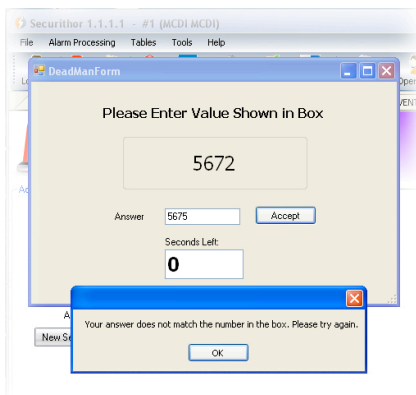 Securithor 1.1.1.1 - #1 (MCDI MCDI)
File Alarm Processing Tables Tools Help
DeadManForm
Please Enter Value Shown in Box
5672
Answer 5675 Accept
Seconds Left:
0
Your answer does not match the number in the box. Please try again.
OK